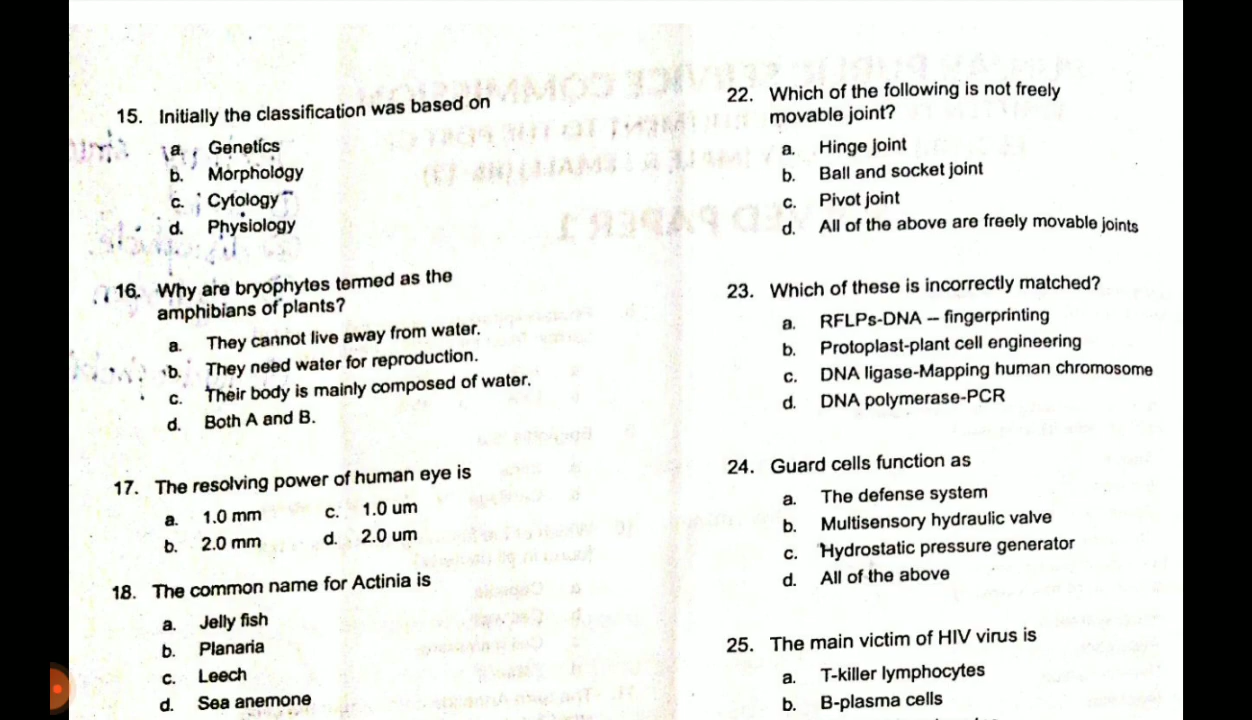 15. Initially the classification was based on
a. Genetics
b. Morphology
c. Cytology
d. Physiology
16. Why are bryophytes termed as the
amphibians of plants?
a. They cannot live away from water.
b. They need water for reproduction.
c. Their body is mainly composed of water.
d. Both A and B.
17. The resolving power of human eye is
a. 1.0 mm c. 1.0 um
b. 2.0 mm d. 2.0 um
18. The common name for Actinia is
a. Jelly fish
b. Planaria
c. Leech
d. Sea anemone
22. Which of the following is not freely
movable joint?
a. Hinge joint
b. Ball and socket joint
c. Pivot joint
d. All of the above are freely movable joints
23. Which of these is incorrectly matched?
a. RFLPs-DNA – fingerprinting
b. Protoplast-plant cell engineering
c. DNA ligase-Mapping human chromosome
d. DNA polymerase-PCR
24. Guard cells function as
a. The defense system
b. Multisensory hydraulic valve
c. Hydrostatic pressure generator
d. All of the above
25. The main victim of HIV virus is
a. T-killer lymphocytes
b. B-plasma cells